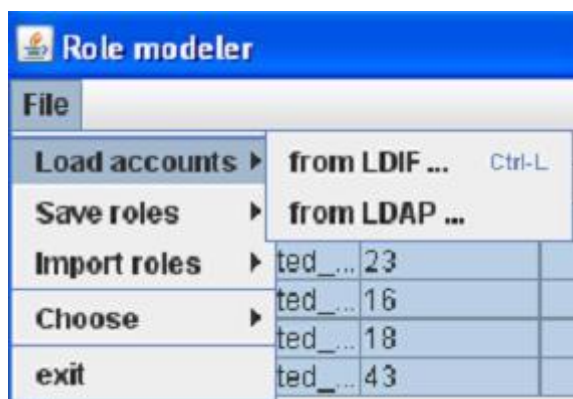 Role modeler
File
Load accounts
from LDIF ... Ctrl-L
Save roles
from LDAP ...
Import roles
ted_... 23
ted_... 16
Choose
ted_... 18
exit
ted_... 43